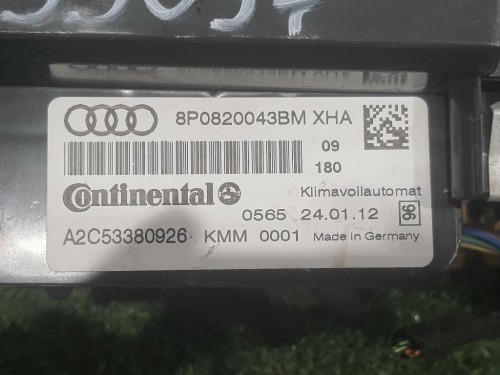 8P0820043BM XHA
09
180
Continental
Klimavollautomat
0565 24.01.12 96
A2C53380926 KMM 0001 Made in Germany